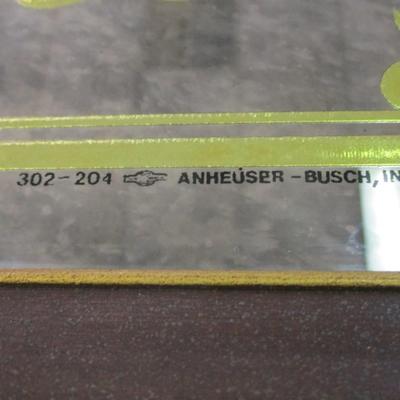 302-204 ANHEUSER-BUSCH, IN